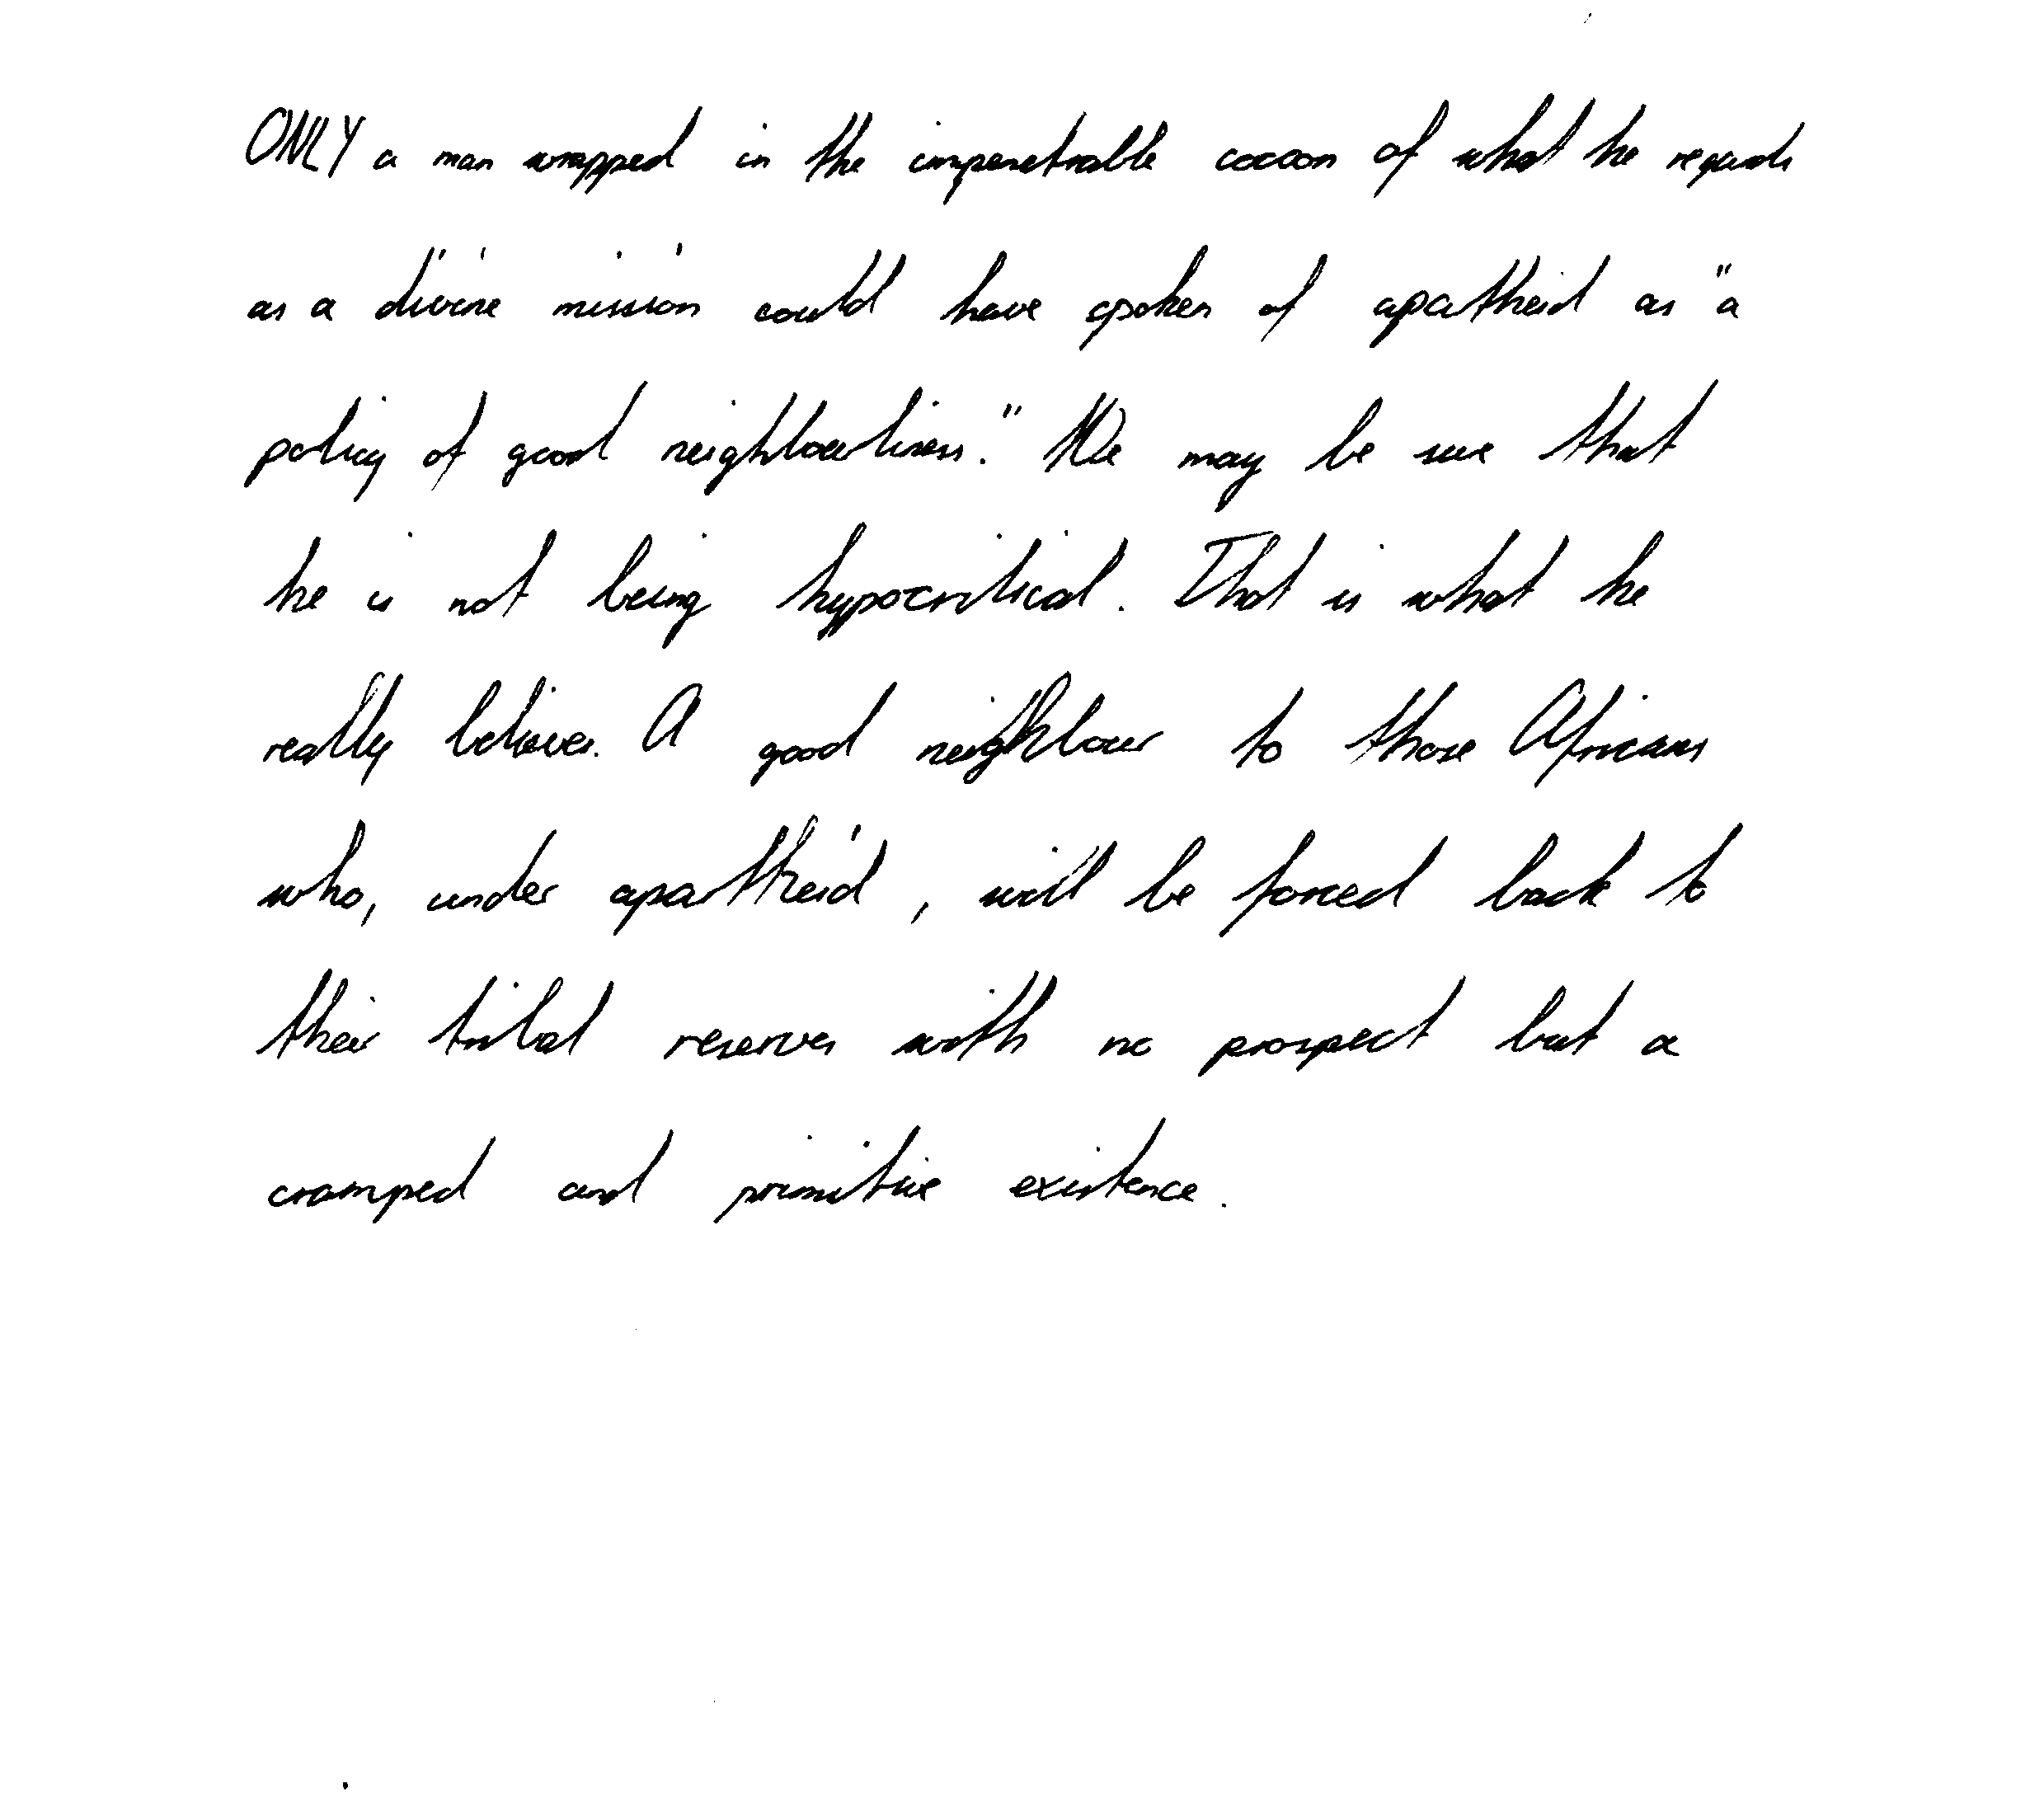 ONLY a man wrapped in the impenetrable cocoon of what he regards
as a divine mission could have spoken of apartheid as "a
policy of good neighbourliness." We may be sure that
he is not being hypocritical. That is what he
really believes. A good neighbour to those Africans
who, under apartheid, will be forced back to
their tribal reserves with no prospect but a
cramped and primitive existence.